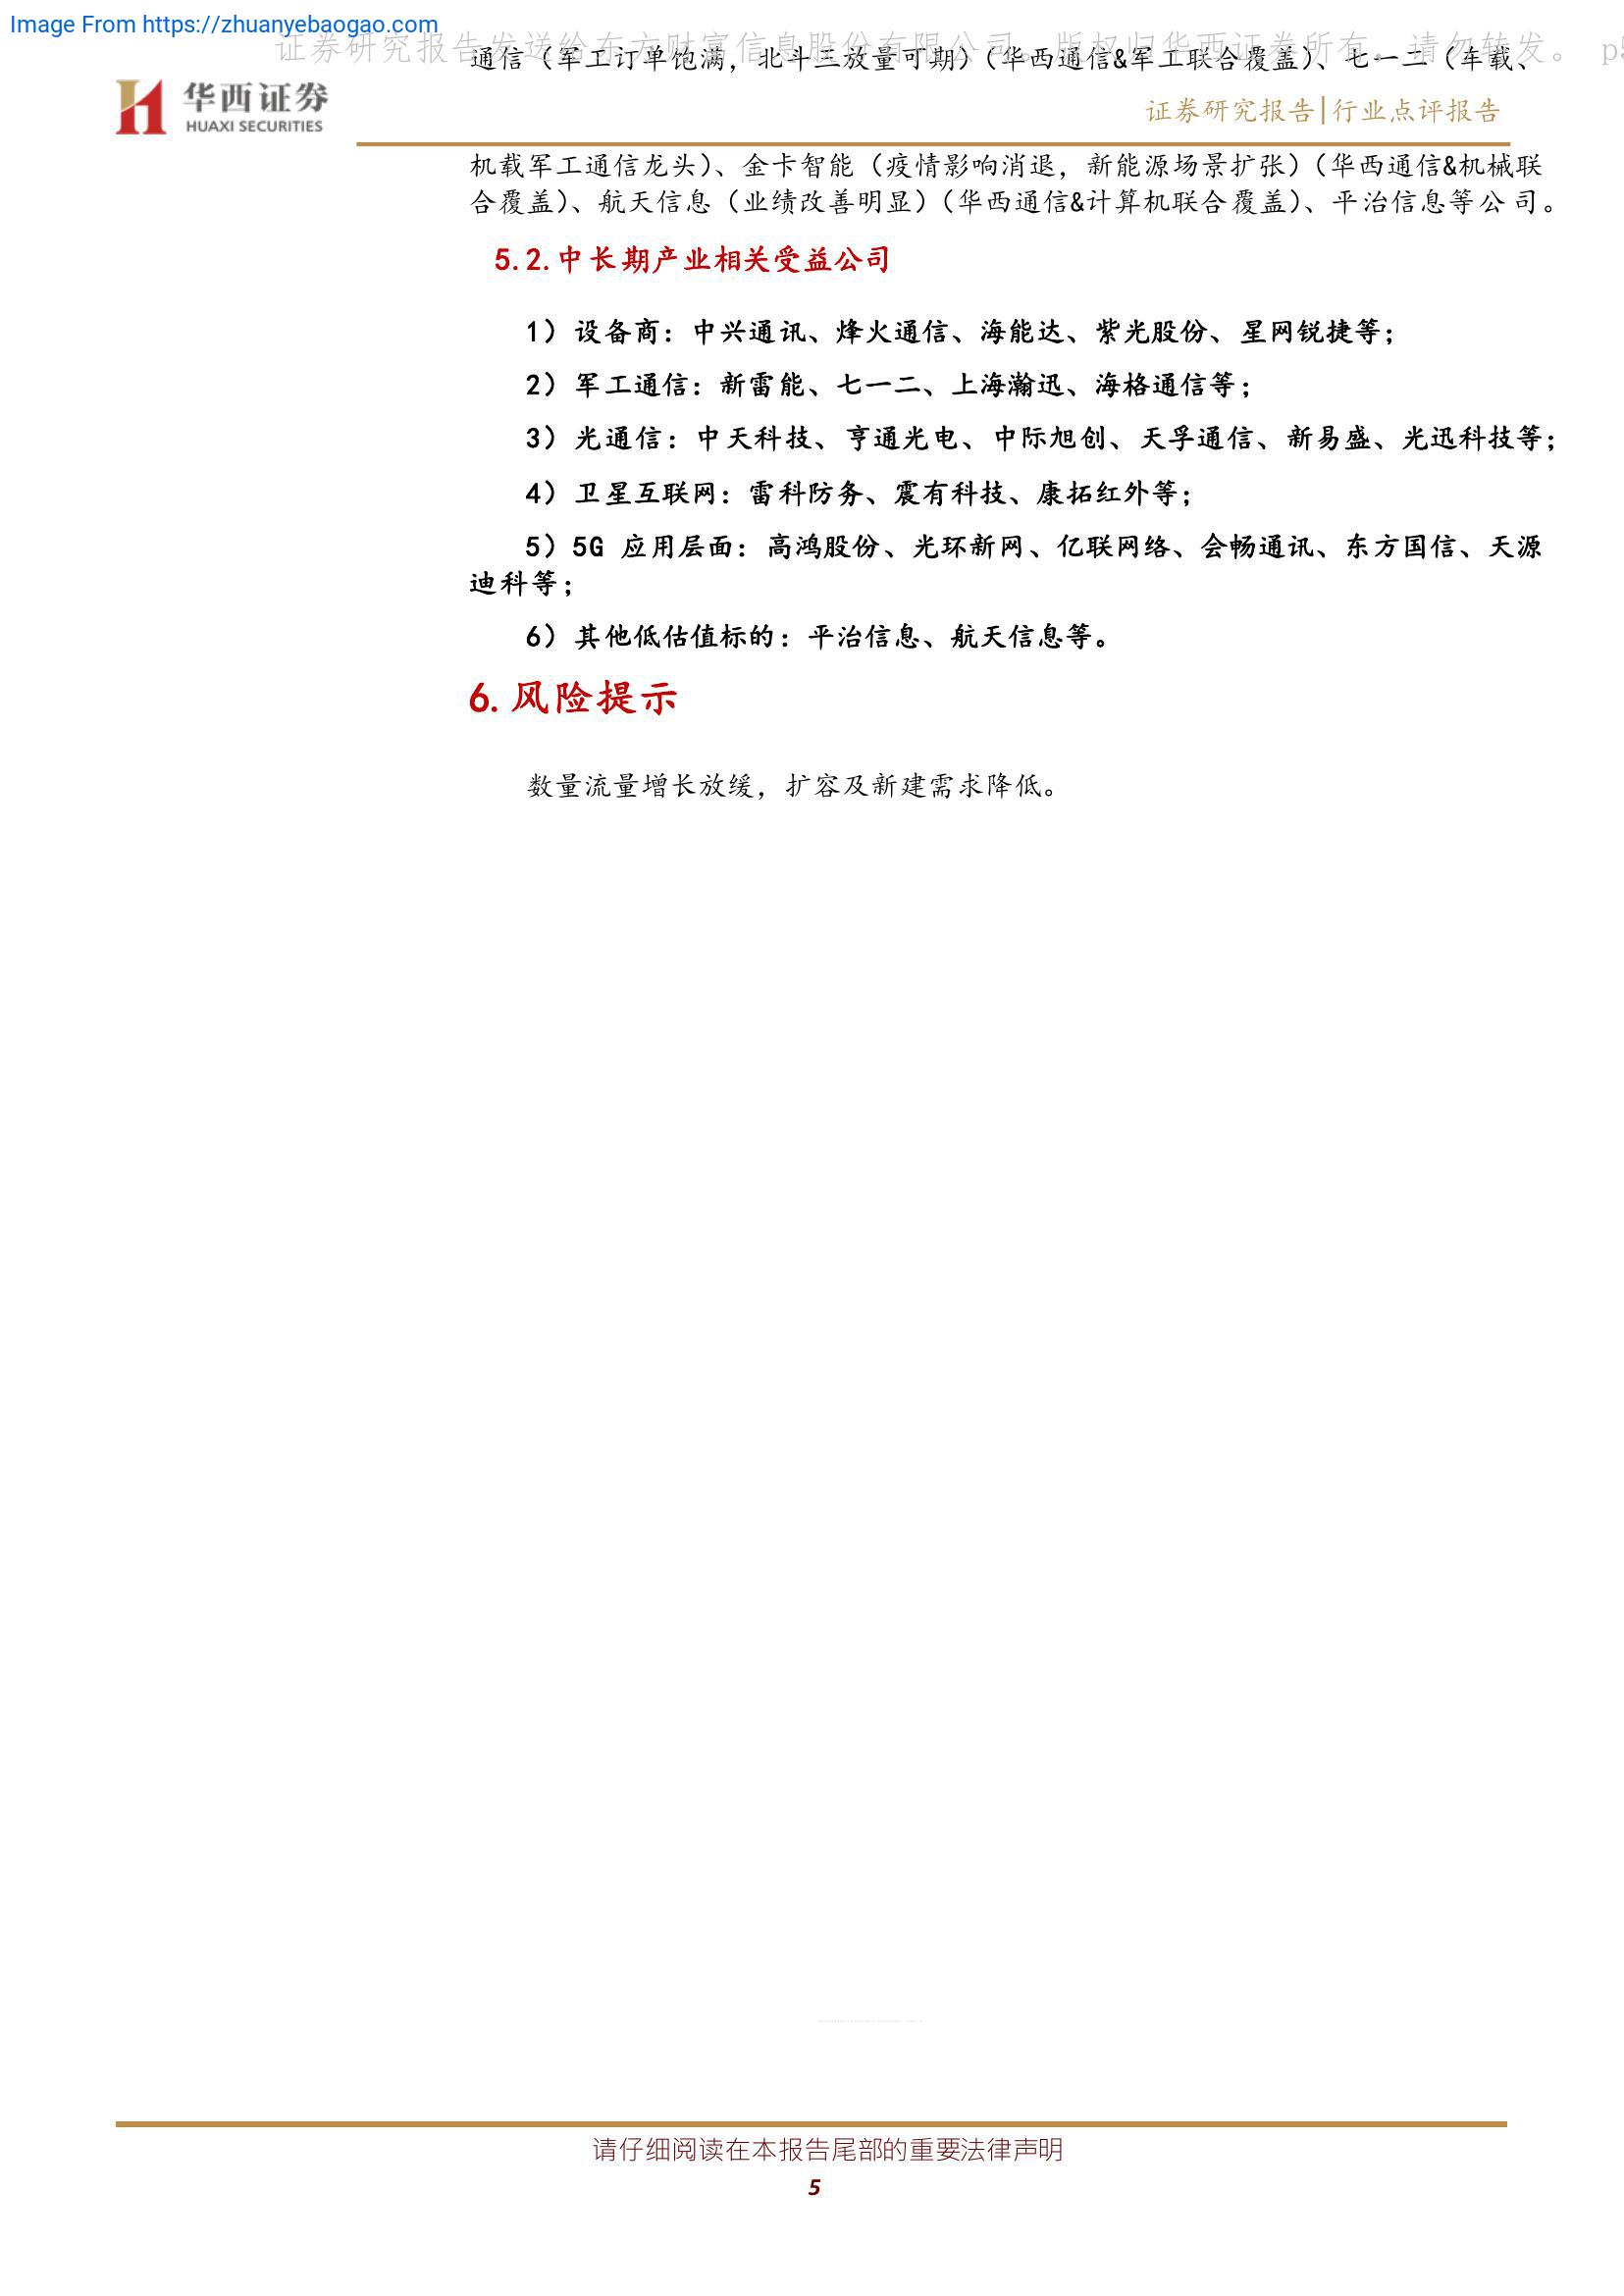 Image From https://zhuanyebaogao.com
证券研究报告发送给东方财富信息股份有限公司。版权归华西证券所有，请勿转发。 p5
通信（军工订单饱满，北斗三放量可期）（华西通信&军工联合覆盖）、七一二（车载、
华西证券
HUAXI SECURITIES
证券研究报告|行业点评报告
机载军工通信龙头）、金卡智能（疫情影响消退，新能源场景扩张）（华西通信&机械联
合覆盖）、航天信息（业绩改善明显）（华西通信&计算机联合覆盖）、平治信息等公 司。
5.2.中长期产业相关受益公司
1）设备商：中兴通讯、烽火通信、海能达、紫光股份、星网锐捷等；
2）军工通信：新雷能、七一二、上海瀚迅、海格通信等；
3）光通信：中天科技、亨通光电、中际旭创、天孚通信、新易盛、光迅科技等；
4）卫星互联网：雷科防务、震有科技、康拓红外等；
5）5G 应用层面：高鸿股份、光环新网、亿联网络、会畅通讯、东方国信、天源
迪科等；
6）其他低估值标的：平治信息、航天信息等。
6.风险提示
数量流量增长放缓，扩容及新建需求降低。
请仔细阅读在本报告尾部的重要法律声明
5